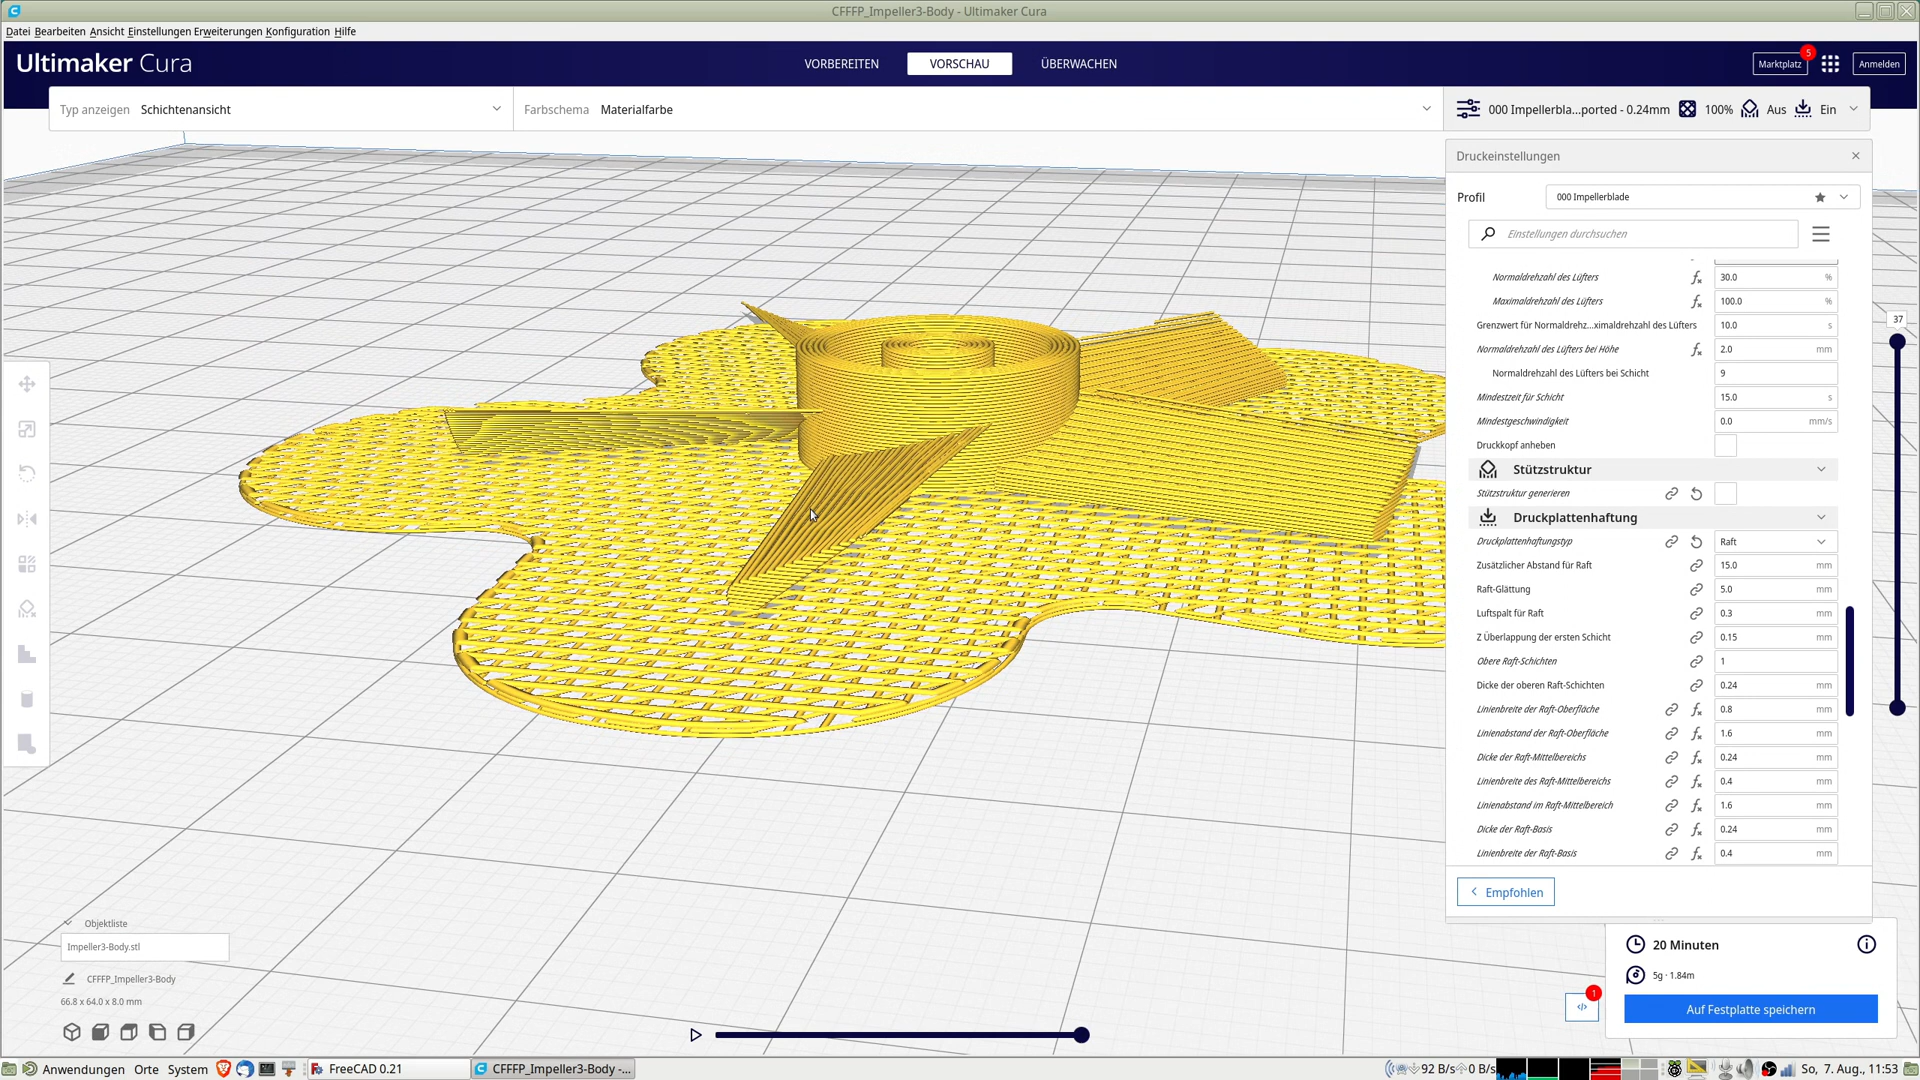 CFFFP_Impeller3-Body - Ultimaker Cura
Datei Bearbeiten Ansicht Einstellungen Erweiterungen Konfiguration Hilfe
Ultimaker Cura
VORBEREITEN VORSCHAU ÜBERWACHEN
Marktplatz 5 Anmelden
Typ anzeigen Schichtenansicht
Farbschema Materialfarbe
000 Impellerbla...ported - 0.24mm 100% Aus Ein
Druckeinstellungen
Profil 000 Impellerblade
Einstellungen durchsuchen
Normaldrehzahl des Lüfters 30.0 %
Maximaldrehzahl des Lüfters 100.0 %
Grenzwert für Normaldrehz...ximaldrehzahl des Lüfters 10.0 s
Normaldrehzahl des Lüfters bei Höhe 2.0 mm
Normaldrehzahl des Lüfters bei Schicht 9
Mindestzeit für Schicht 15.0 s
Mindestgeschwindigkeit 0.0 mm/s
Druckkopf anheben
Stützstruktur
Stützstruktur generieren
Druckplattenhaftung
Druckplattenhaftungstyp Raft
Zusätzlicher Abstand für Raft 15.0 mm
Raft-Glättung 5.0 mm
Luftspalt für Raft 0.3 mm
Z Überlappung der ersten Schicht 0.15 mm
Obere Raft-Schichten 1
Dicke der oberen Raft-Schichten 0.24 mm
Linienbreite der Raft-Oberfläche 0.8 mm
Linienabstand der Raft-Oberfläche 1.6 mm
Dicke der Raft-Mittelbereichs 0.24 mm
Linienbreite des Raft-Mittelbereichs 0.4 mm
Linienabstand im Raft-Mittelbereich 1.6 mm
Dicke der Raft-Basis 0.24 mm
Linienbreite der Raft-Basis 0.4 mm
Empfohlen
37
Objektliste
Impeller3-Body.stl
CFFFP_Impeller3-Body
66.8 x 64.0 x 8.0 mm
20 Minuten
5g · 1.84m
1
Auf Festplatte speichern
Anwendungen Orte System FreeCAD 0.21 CFFFP_Impeller3-Body -... 92 B/s 0 B/s So, 7. Aug., 11:53